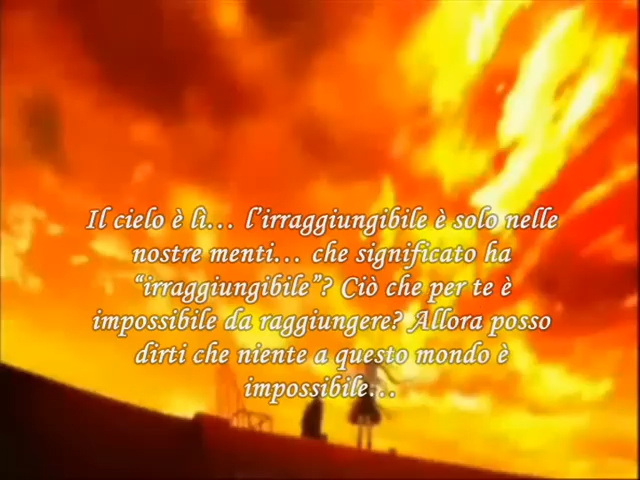 Il cielo è lì… l’irraggiungibile è solo nelle
nostre menti… che significato ha
“irraggiungibile”? Ciò che per te è
impossibile da raggiungere? Allora posso
dirti che niente a questo mondo è
impossibile…